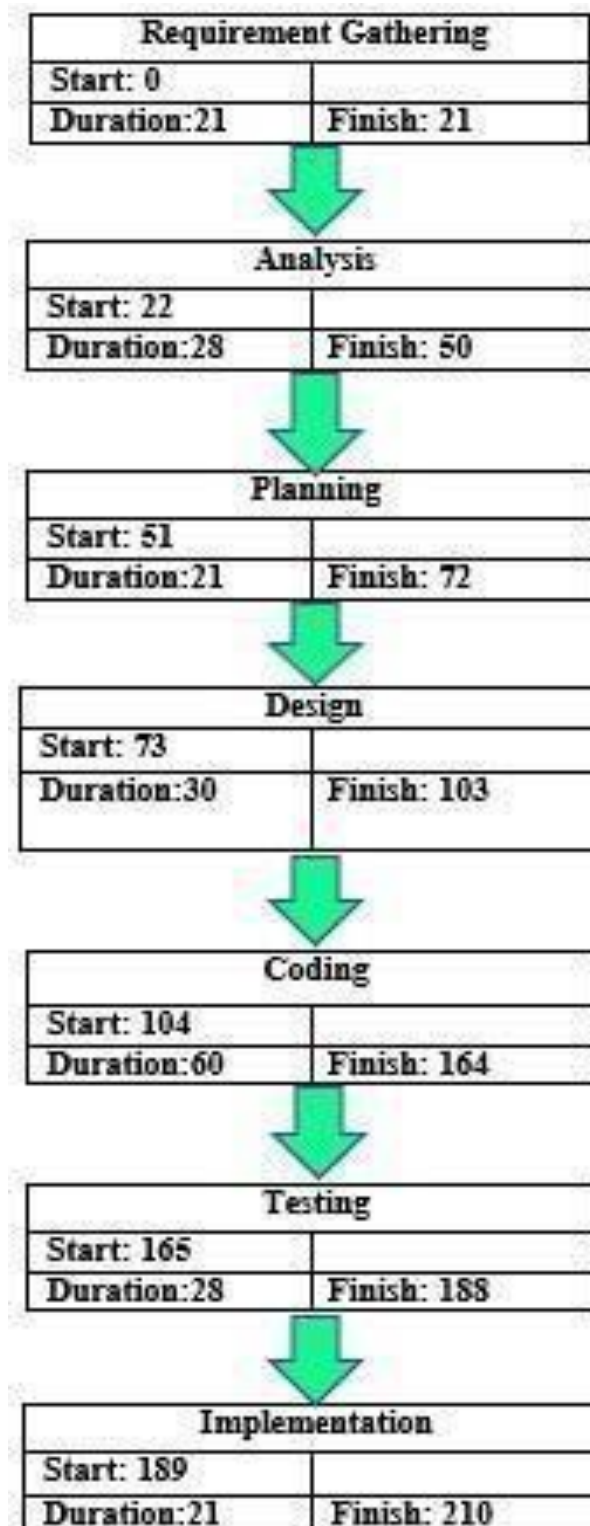 Requirement Gathering
Start: 0
Duration:21 Finish: 21
Analysis
Start: 22
Duration:28 Finish: 50
Planning
Start: 51
Duration:21 Finish: 72
Design
Start: 73
Duration:30 Finish: 103
Coding
Start: 104
Duration:60 Finish: 164
Testing
Start: 165
Duration:28 Finish: 188
Implementation
Start: 189
Duration:21 Finish: 210